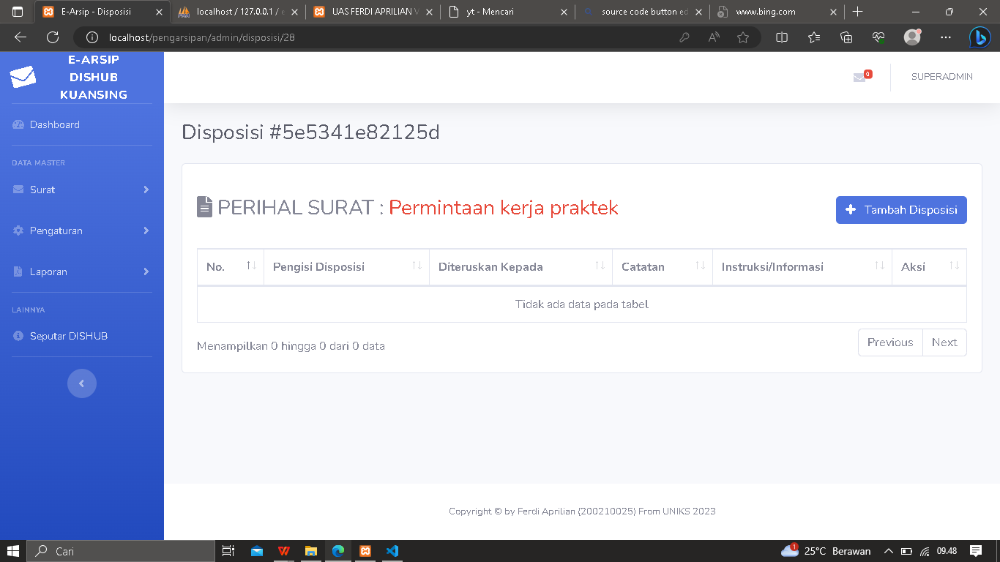 E-Arsip - Disposisi
localhost / 127.0.0.1 / e
UAS FERDI APRILIAN V
yt - Mencari
source code button ed
www.bing.com
localhost/pengarsipan/admin/disposisi/28
E-ARSIP
DISHUB
KUANSING
0
SUPERADMIN
Dashboard
DATA MASTER
Surat
Pengaturan
Laporan
LAINNYA
Seputar DISHUB
Disposisi #5e5341e82125d
PERIHAL SURAT : Permintaan kerja praktek
Tambah Disposisi
No. Pengisi Disposisi Diteruskan Kepada Catatan Instruksi/Informasi Aksi
Tidak ada data pada tabel
Menampilkan 0 hingga 0 dari 0 data
Previous Next
Copyright © by Ferdi Aprilian (200210025) From UNIKS 2023
Cari
1
25°C Berawan
09.48